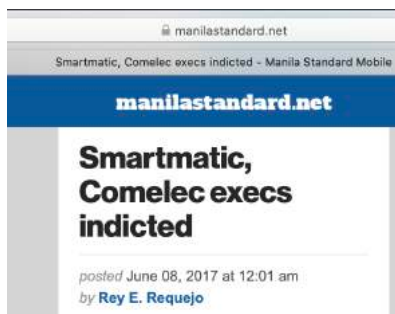 manilastandard.net
Smartmatic, Comelec execs indicted - Manila Standard Mobile
manilastandard.net
Smartmatic,
Comelec execs
indicted
posted June 08, 2017 at 12:01 am
by Rey E. Requejo